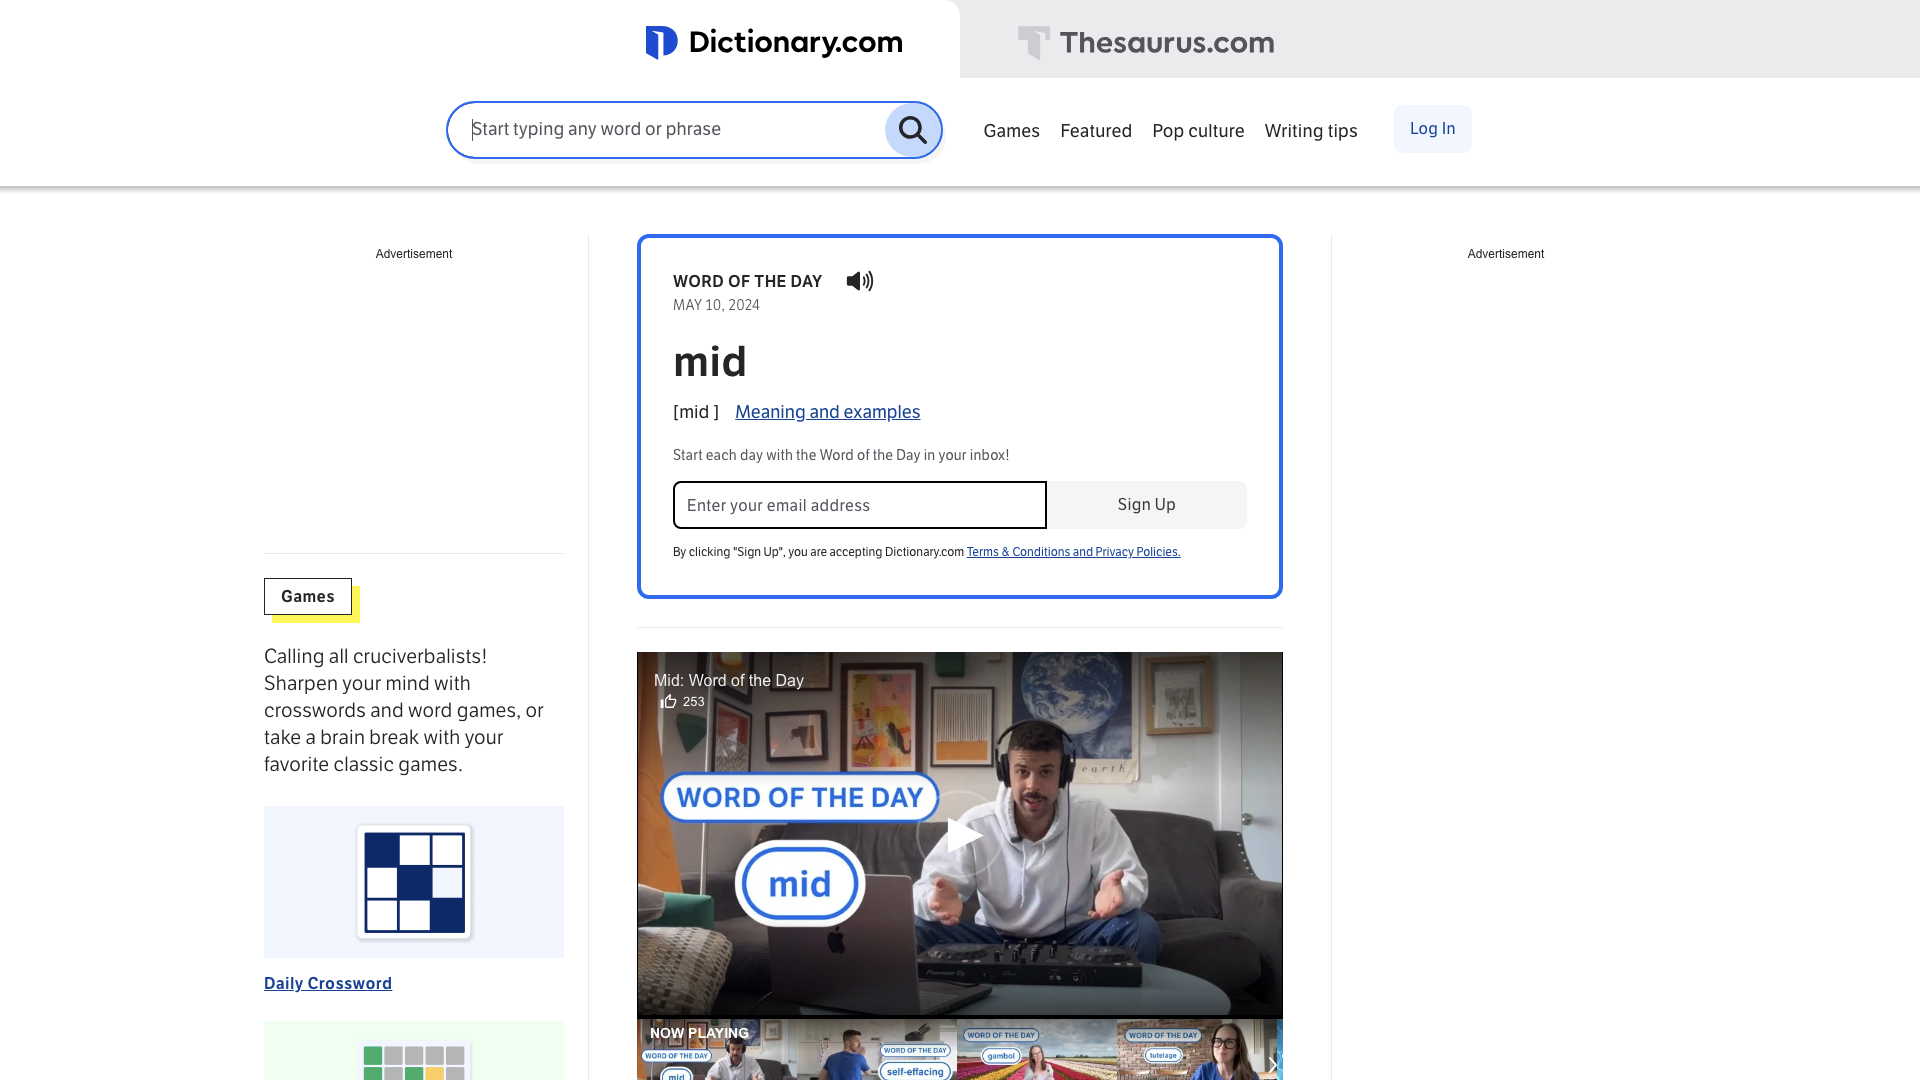 Dictionary.com
Thesaurus.com
Start typing any word or phrase
Games
Featured
Pop culture
Writing tips
Log In
Advertisement
Games
Calling all cruciverbalists!
Sharpen your mind with
crosswords and word games, or
take a brain break with your
favorite classic games.
Daily Crossword
WORD OF THE DAY
MAY 10, 2024
mid
[mid ] Meaning and examples
Start each day with the Word of the Day in your inbox!
Enter your email address
Sign Up
By clicking "Sign Up", you are accepting Dictionary.com Terms & Conditions and Privacy Policies.
Mid: Word of the Day
253
earth
WORD OF THE DAY
mid
Pioneer DJ
NOW PLAYING
WORD OF THE DAY
mid
WORD OF THE DAY
self-effacing
WORD OF THE DAY
gambol
WORD OF THE DAY
tutelage
Advertisement